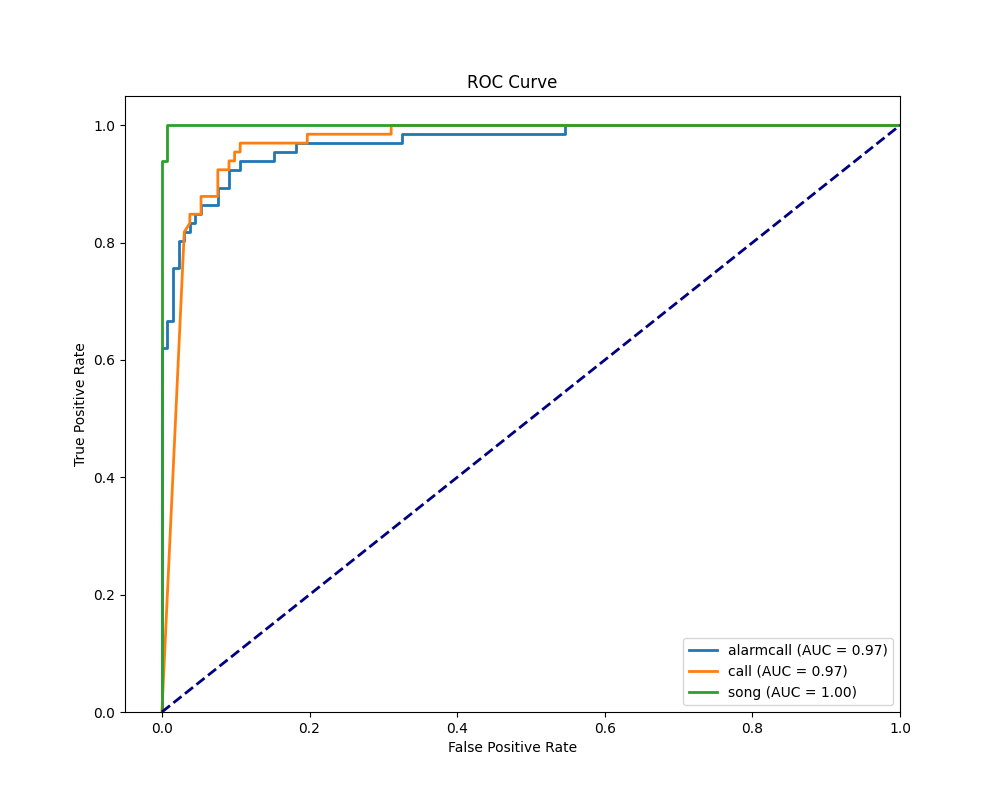 ROC Curve
True Positive Rate
1.0
0.8
0.6
0.4
0.2
0.0
0.0 0.2 0.4 0.6 0.8 1.0
False Positive Rate
alarmcall (AUC = 0.97)
call (AUC = 0.97)
song (AUC = 1.00)